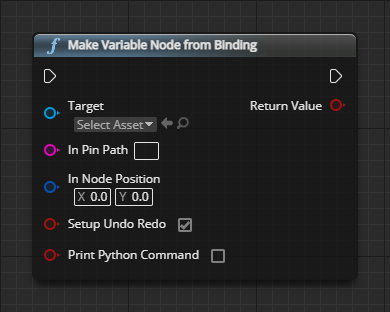 Make Variable Node from Binding
Target Return Value
Select Asset
In Pin Path
In Node Position
X 0.0 Y 0.0
Setup Undo Redo
Print Python Command